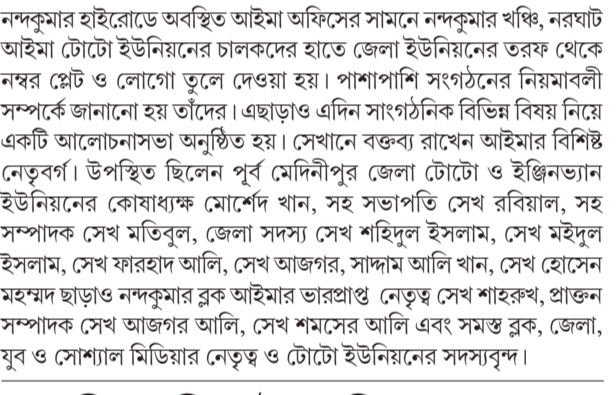 নন্দকুমার হাইরোডে অবস্থিত আইমা অফিসের সামনে নন্দকুমার খঞ্চি, নরঘাট
আইমা টোটো ইউনিয়নের চালকদের হাতে জেলা ইউনিয়নের তরফ থেকে
নম্বর প্লেট ও লোগো তুলে দেওয়া হয়। পাশাপাশি সংগঠনের নিয়মাবলী
সম্পর্কে জানানো হয় তাঁদের। এছাড়াও এদিন সাংগঠনিক বিভিন্ন বিষয় নিয়ে
একটি আলোচনাসভা অনুষ্ঠিত হয়। সেখানে বক্তব্য রাখেন আইমার বিশিষ্ট
নেতৃবর্গ। উপস্থিত ছিলেন পূর্ব মেদিনীপুর জেলা টোটো ও ইঞ্জিনভ্যান
ইউনিয়নের কোষাধ্যক্ষ মোর্শেদ খান, সহ সভাপতি সেখ রবিয়াল, সহ
সম্পাদক সেখ মতিবুল, জেলা সদস্য সেখ শহিদুল ইসলাম, সেখ মইদুল
ইসলাম, সেখ ফারহাদ আলি, সেখ আজগর, সাদ্দাম আলি খান, সেখ হোসেন
মহম্মদ ছাড়াও নন্দকুমার ব্লক আইমার ভারপ্রাপ্ত নেতৃত্ব সেখ শাহরুখ, প্রাক্তন
সম্পাদক সেখ আজগর আলি, সেখ শমসের আলি এবং সমস্ত ব্লক, জেলা,
যুব ও সোশ্যাল মিডিয়ার নেতৃত্ব ও টোটো ইউনিয়নের সদস্যবৃন্দ।